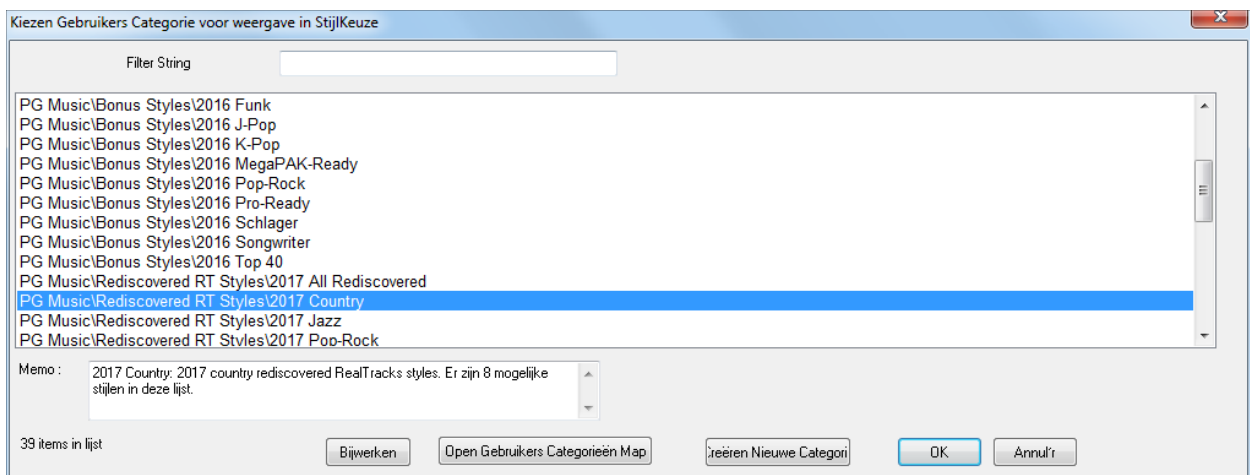 Kiezen Gebruikers Categorie voor weergave in StijlKeuze
Filter String
PG Music\Bonus Styles\2016 Funk
PG Music\Bonus Styles\2016 J-Pop
PG Music\Bonus Styles\2016 K-Pop
PG Music\Bonus Styles\2016 MegaPAK-Ready
PG Music\Bonus Styles\2016 Pop-Rock
PG Music\Bonus Styles\2016 Pro-Ready
PG Music\Bonus Styles\2016 Schlager
PG Music\Bonus Styles\2016 Songwriter
PG Music\Bonus Styles\2016 Top 40
PG Music\Rediscovered RT Styles\2017 All Rediscovered
PG Music\Rediscovered RT Styles\2017 Country
PG Music\Rediscovered RT Styles\2017 Jazz
PG Music\Rediscovered RT Styles\2017 Pop-Rock
Memo :
2017 Country: 2017 country rediscovered RealTracks styles. Er zijn 8 mogelijke
stijlen in deze lijst.
39 items in lijst
Bijwerken
Open Gebruikers Categorieën Map
reëren Nieuwe Categori
OK
Annul'r